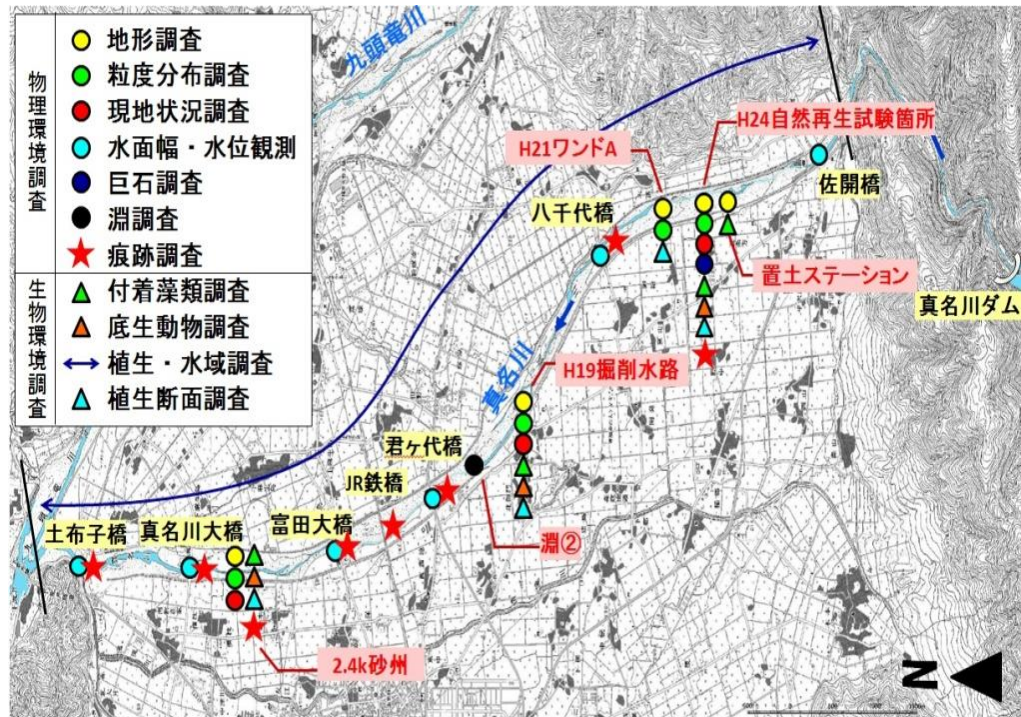 物理環境調査
地形調査
粒度分布調査
現地状況調査
水面幅・水位観測
巨石調査
淵調査
痕跡調査
生物環境調査
付着藻類調査
底生動物調査
植生・水域調査
植生断面調査
九頭竜川
H24自然再生試験箇所
H21ワンドA
佐開橋
八千代橋
置土ステーション
真名川ダム
真名川
H19掘削水路
君ヶ代橋
JR鉄橋
淵②
富田大橋
真名川大橋
土布子橋
2.4k砂州
N